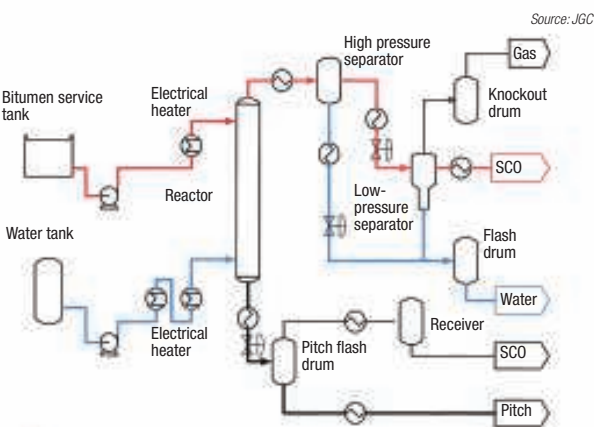 Source: JGC
High pressure
separator
Gas
Bitumen service
tank
Electrical
heater
Knockout
drum
Reactor
SCO
Low-
pressure
separator
Water tank
Flash
drum
Water
Electrical
heater
Pitch flash
drum
Receiver
SCO
Pitch